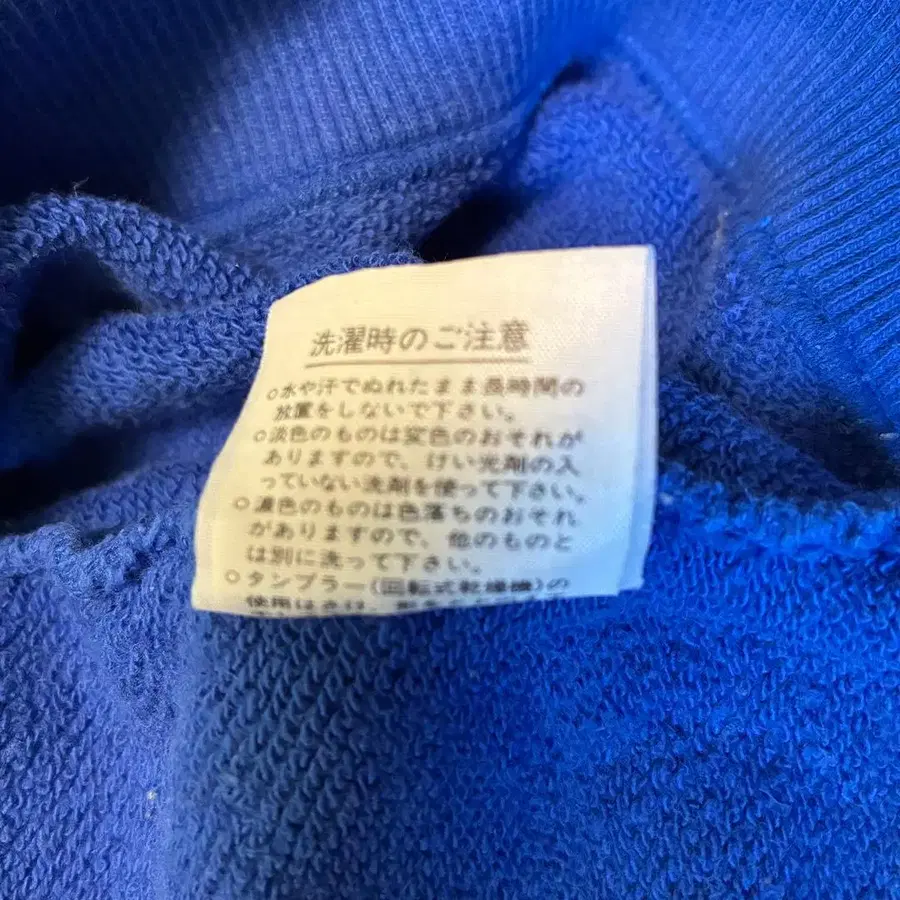 洗濯時のご注意
○水や汗でぬれたまま長時間の
放置をしないで下さい。
○淡色のものは変色のおそれが
ありますので、けい光剤の入
っていない洗剤を使って下さい。
○濃色のものは色落ちのおそれ
がありますので、他のものと
は別に洗って下さい。
○タンブラー(回転式乾燥機)の
使用はさけ、